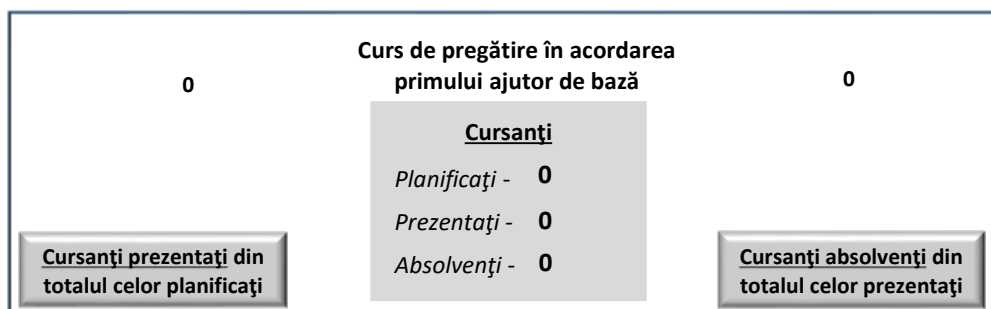 Curs de pregătire în acordarea
primului ajutor de bază
0
0
Cursanţi
Planificaţi - 0
Prezentaţi - 0
Absolvenţi - 0
Cursanţi prezentaţi din
totalul celor planificaţi
Cursanţi absolvenţi din
totalul celor prezentaţi